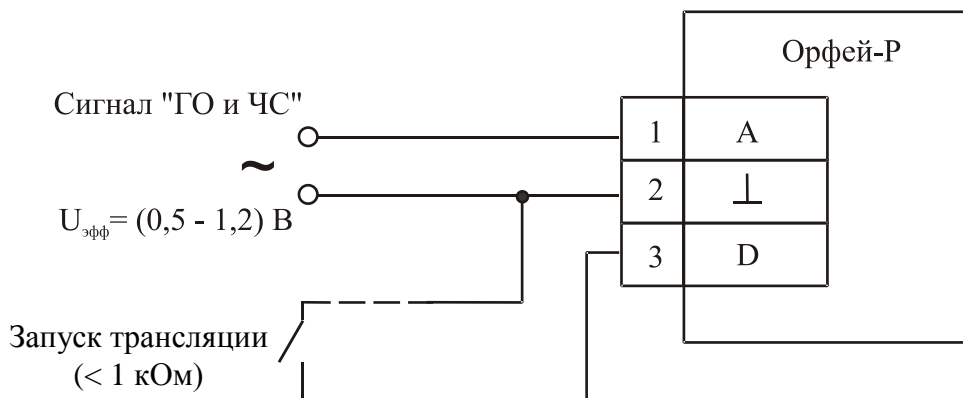 Орфей-Р
Сигнал "ГО и ЧС"
1 А
~
2 ⊥
Uэфф= (0,5 - 1,2) В
3 D
Запуск трансляции
(< 1 кОм)